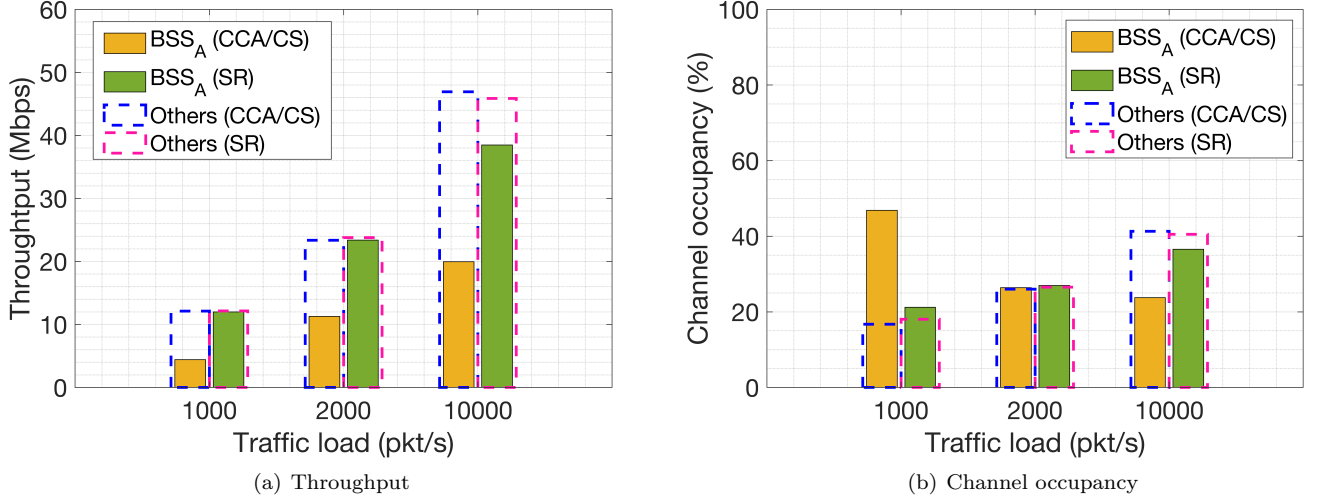 60
50
40
30
20
10
0
Throughtput (Mbps)
BSS_A (CCA/CS)
BSS_A (SR)
Others (CCA/CS)
Others (SR)
1000 2000 10000
Traffic load (pkt/s)
(a) Throughput
100
80
60
40
20
0
Channel occupancy (%)
BSS_A (CCA/CS)
BSS_A (SR)
Others (CCA/CS)
Others (SR)
1000 2000 10000
Traffic load (pkt/s)
(b) Channel occupancy